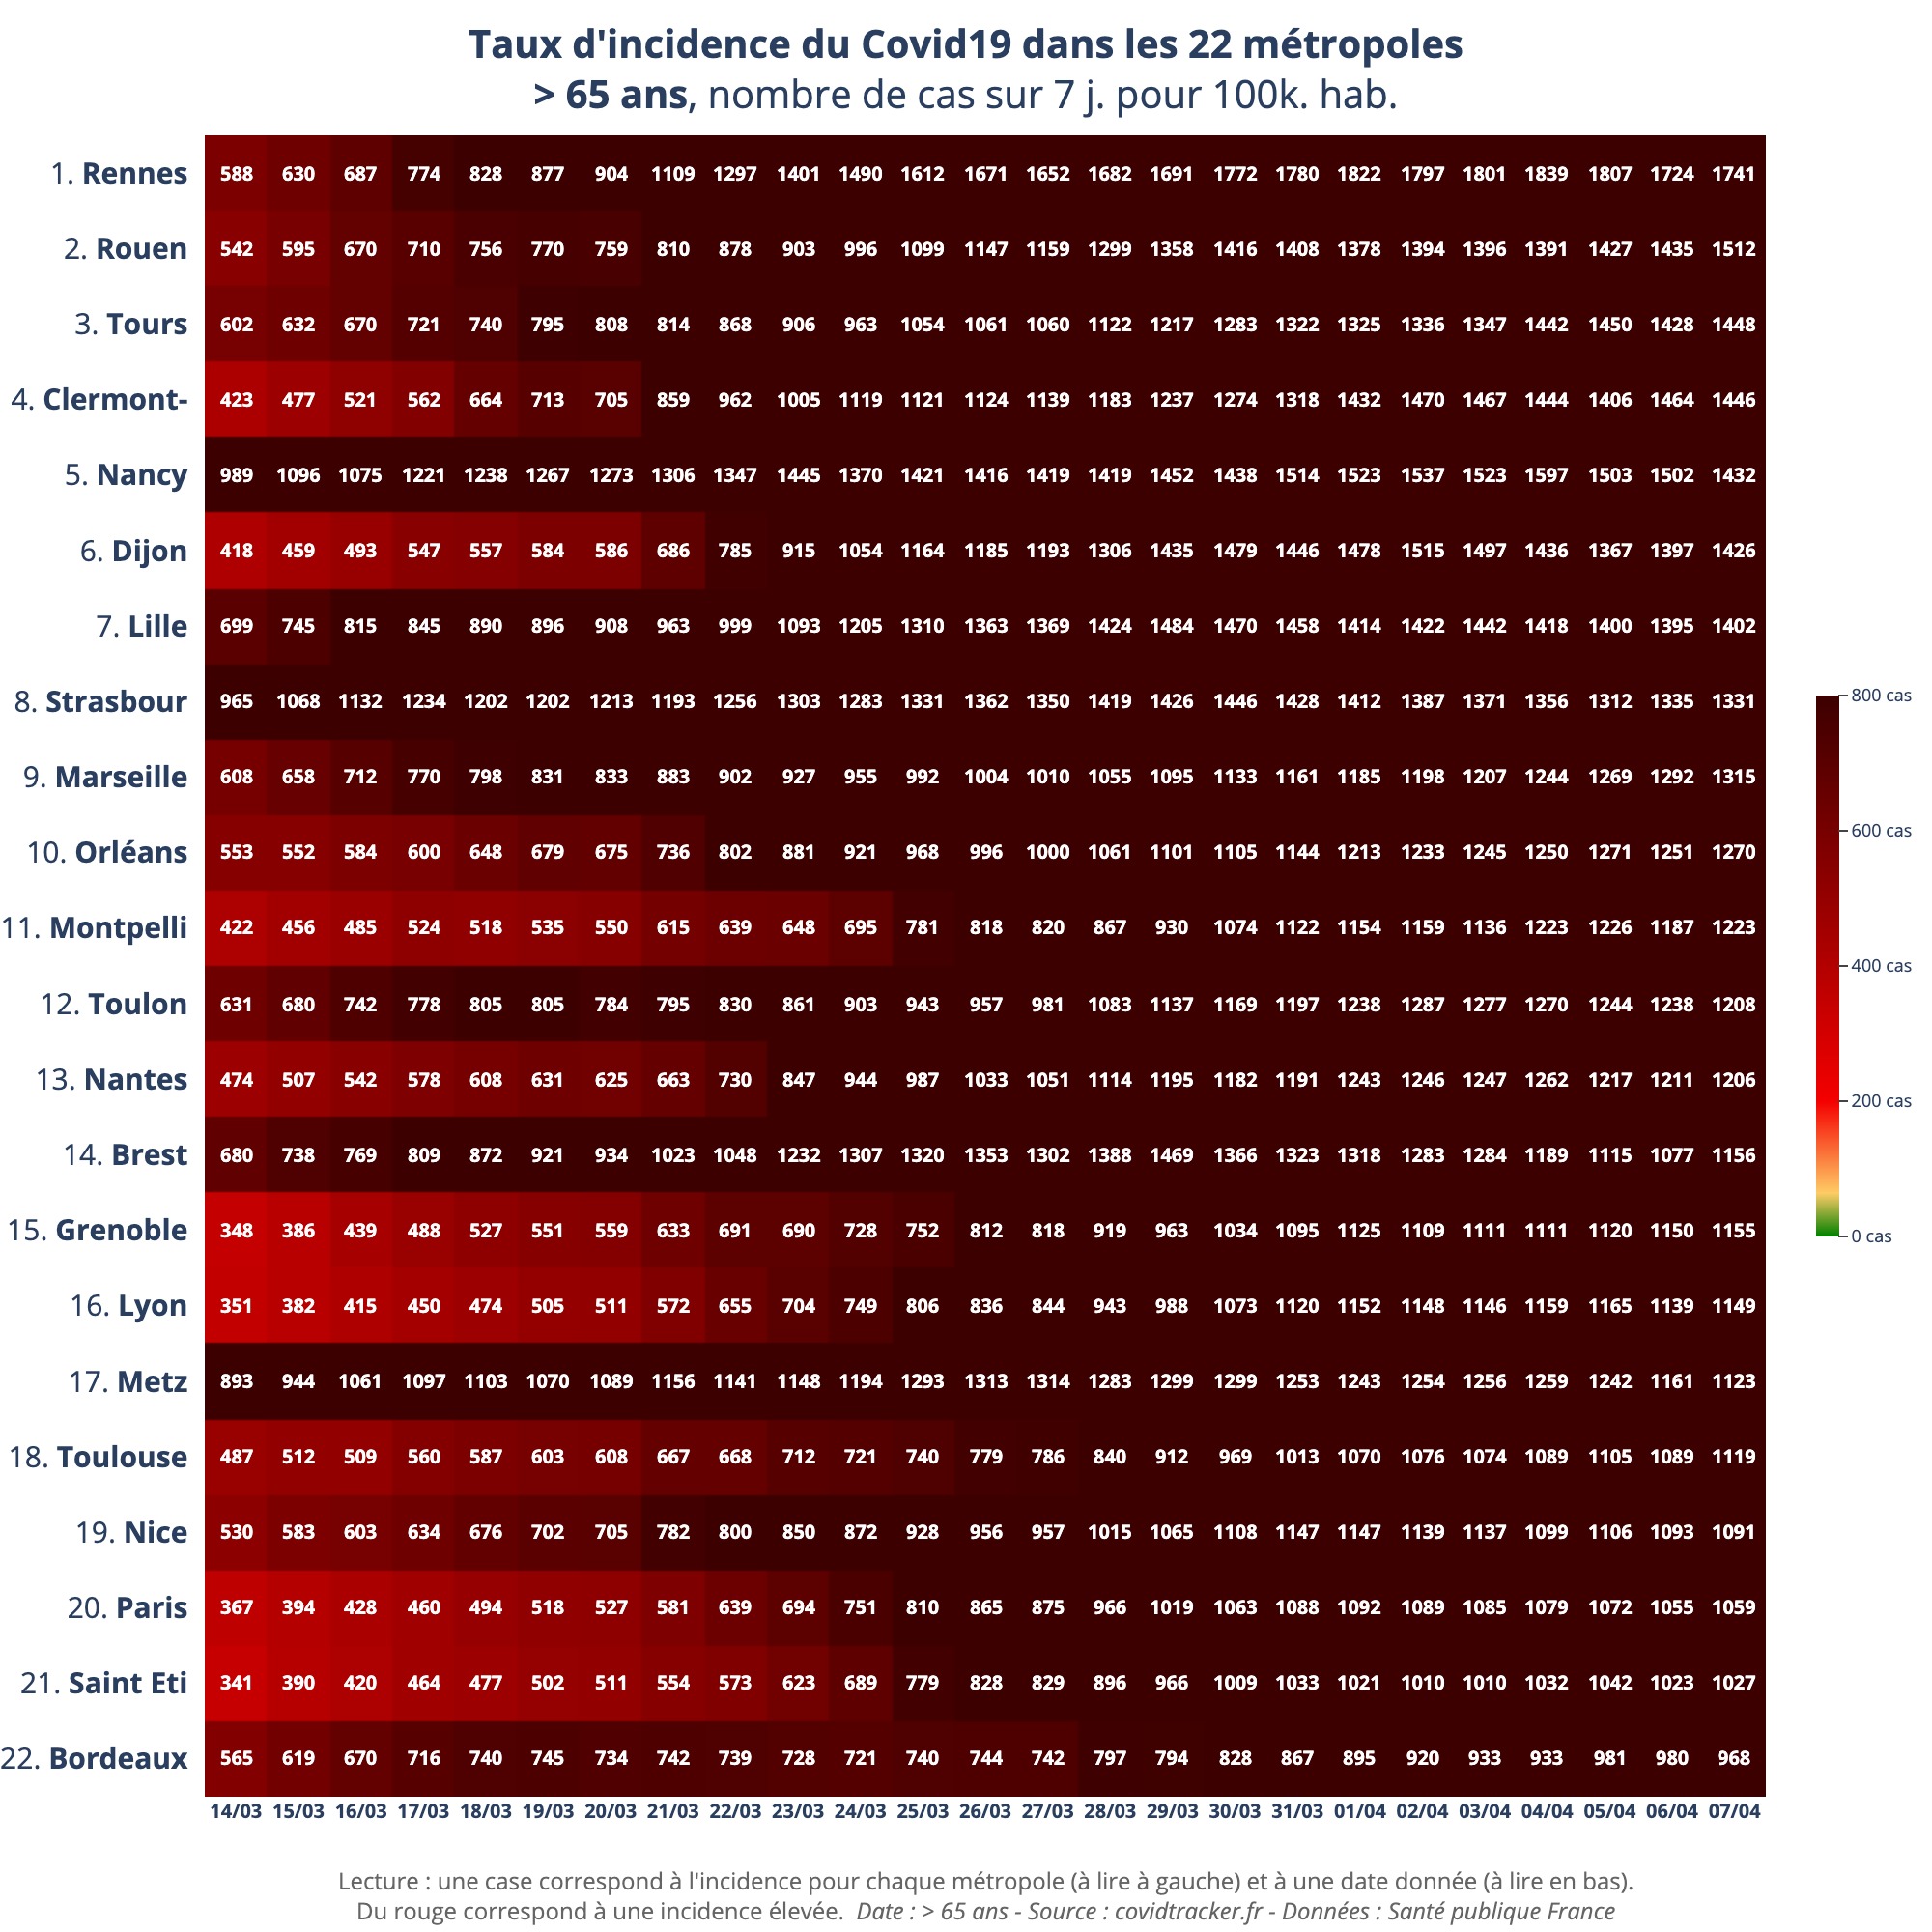 Taux d'incidence du Covid19 dans les 22 métropoles
> 65 ans, nombre de cas sur 7 j. pour 100k. hab.
1. Rennes 588 630 687 774 828 877 904 1109 1297 1401 1490 1612 1671 1652 1682 1691 1772 1780 1822 1797 1801 1839 1807 1724 1741
2. Rouen 542 595 670 710 756 770 759 810 878 903 996 1099 1147 1159 1299 1358 1416 1408 1378 1394 1396 1391 1427 1435 1512
3. Tours 602 632 670 721 740 795 808 814 868 906 963 1054 1061 1060 1122 1217 1283 1322 1325 1336 1347 1442 1450 1428 1448
4. Clermont- 423 477 521 562 664 713 705 859 962 1005 1119 1121 1124 1139 1183 1237 1274 1318 1432 1470 1467 1444 1406 1464 1446
5. Nancy 989 1096 1075 1221 1238 1267 1273 1306 1347 1445 1370 1421 1416 1419 1419 1452 1438 1514 1523 1537 1523 1597 1503 1502 1432
6. Dijon 418 459 493 547 557 584 586 686 785 915 1054 1164 1185 1193 1306 1435 1479 1446 1478 1515 1497 1436 1367 1397 1426
7. Lille 699 745 815 845 890 896 908 963 999 1093 1205 1310 1363 1369 1424 1484 1470 1458 1414 1422 1442 1418 1400 1395 1402
8. Strasbour 965 1068 1132 1234 1202 1202 1213 1193 1256 1303 1283 1331 1362 1350 1419 1426 1446 1428 1412 1387 1371 1356 1312 1335 1331
9. Marseille 608 658 712 770 798 831 833 883 902 927 955 992 1004 1010 1055 1095 1133 1161 1185 1198 1207 1244 1269 1292 1315
10. Orléans 553 552 584 600 648 679 675 736 802 881 921 968 996 1000 1061 1101 1105 1144 1213 1233 1245 1250 1271 1251 1270
11. Montpelli 422 456 485 524 518 535 550 615 639 648 695 781 818 820 867 930 1074 1122 1154 1159 1136 1223 1226 1187 1223
12. Toulon 631 680 742 778 805 805 784 795 830 861 903 943 957 981 1083 1137 1169 1197 1238 1287 1277 1270 1244 1238 1208
13. Nantes 474 507 542 578 608 631 625 663 730 847 944 987 1033 1051 1114 1195 1182 1191 1243 1246 1247 1262 1217 1211 1206
14. Brest 680 738 769 809 872 921 934 1023 1048 1232 1307 1320 1353 1302 1388 1469 1366 1323 1318 1283 1284 1189 1115 1077 1156
15. Grenoble 348 386 439 488 527 551 559 633 691 690 728 752 812 818 919 963 1034 1095 1125 1109 1111 1111 1120 1150 1155
16. Lyon 351 382 415 450 474 505 511 572 655 704 749 806 836 844 943 988 1073 1120 1152 1148 1146 1159 1165 1139 1149
17. Metz 893 944 1061 1097 1103 1070 1089 1156 1141 1148 1194 1293 1313 1314 1283 1299 1299 1253 1243 1254 1256 1259 1242 1161 1123
18. Toulouse 487 512 509 560 587 603 608 667 668 712 721 740 779 786 840 912 969 1013 1070 1076 1074 1089 1105 1089 1119
19. Nice 530 583 603 634 676 702 705 782 800 850 872 928 956 957 1015 1065 1108 1147 1147 1139 1137 1099 1106 1093 1091
20. Paris 367 394 428 460 494 518 527 581 639 694 751 810 865 875 966 1019 1063 1088 1092 1089 1085 1079 1072 1055 1059
21. Saint Eti 341 390 420 464 477 502 511 554 573 623 689 779 828 829 896 966 1009 1033 1021 1010 1010 1032 1042 1023 1027
22. Bordeaux 565 619 670 716 740 745 734 742 739 728 721 740 744 742 797 794 828 867 895 920 933 933 981 980 968
14/03 15/03 16/03 17/03 18/03 19/03 20/03 21/03 22/03 23/03 24/03 25/03 26/03 27/03 28/03 29/03 30/03 31/03 01/04 02/04 03/04 04/04 05/04 06/04 07/04
800 cas
600 cas
400 cas
200 cas
0 cas
Lecture : une case correspond à l'incidence pour chaque métropole (à lire à gauche) et à une date donnée (à lire en bas).
Du rouge correspond à une incidence élevée. Date : > 65 ans - Source : covidtracker.fr - Données : Santé publique France